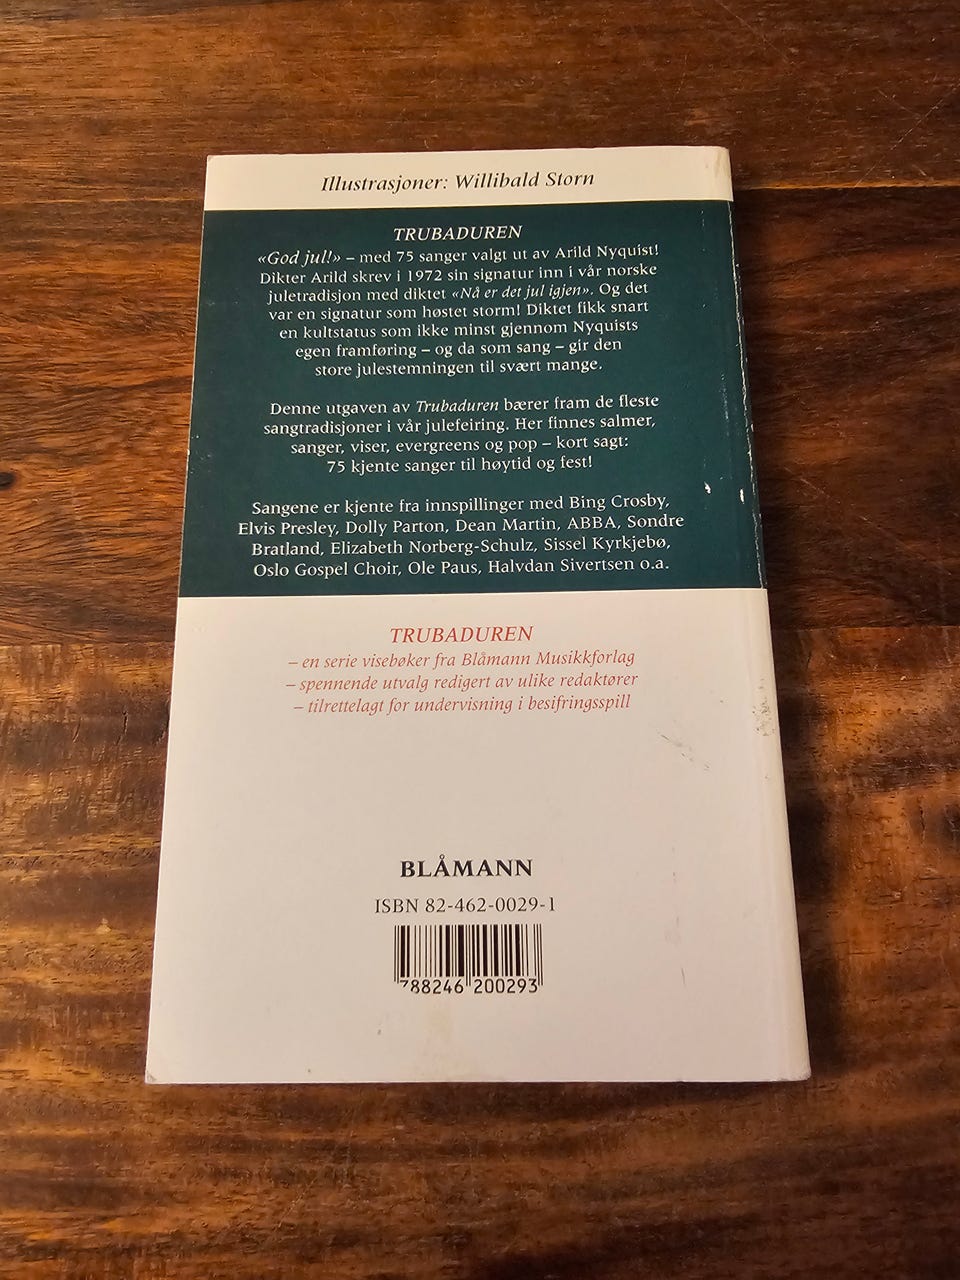 Illustrasjoner: Willibald Storn
TRUBADUREN
«God jul!» – med 75 sanger valgt ut av Arild Nyquist!
Dikter Arild skrev i 1972 sin signatur inn i vår norske
juletradisjon med diktet «Nå er det jul igjen». Og det
var en signatur som høstet storm! Diktet fikk snart
en kultstatus som ikke minst gjennom Nyquists
egen framføring – og da som sang – gir den
store julestemningen til svært mange.
Denne utgaven av Trubaduren bærer fram de fleste
sangtradisjoner i vår julefeiring. Her finnes salmer,
sanger, viser, evergreens og pop – kort sagt:
75 kjente sanger til høytid og fest!
Sangene er kjente fra innspillinger med Bing Crosby,
Elvis Presley, Dolly Parton, Dean Martin, ABBA, Sondre
Bratland, Elizabeth Norberg-Schulz, Sissel Kyrkjebø,
Oslo Gospel Choir, Ole Paus, Halvdan Sivertsen o.a.
TRUBADUREN
– en serie visebøker fra Blåmann Musikkforlag
– spennende utvalg redigert av ulike redaktører
– tilrettelagt for undervisning i besifringsspill
BLÅMANN
ISBN 82-462-0029-1
788246 200293